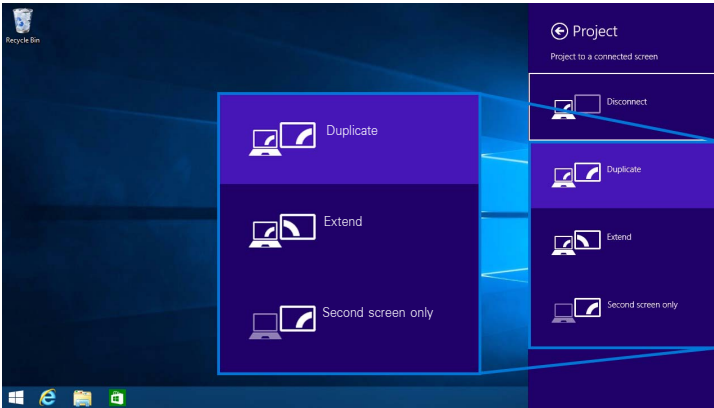 Recycle Bin
Project
Project to a connected screen
Disconnect
Duplicate
Extend
Second screen only
Duplicate
Extend
Second screen only